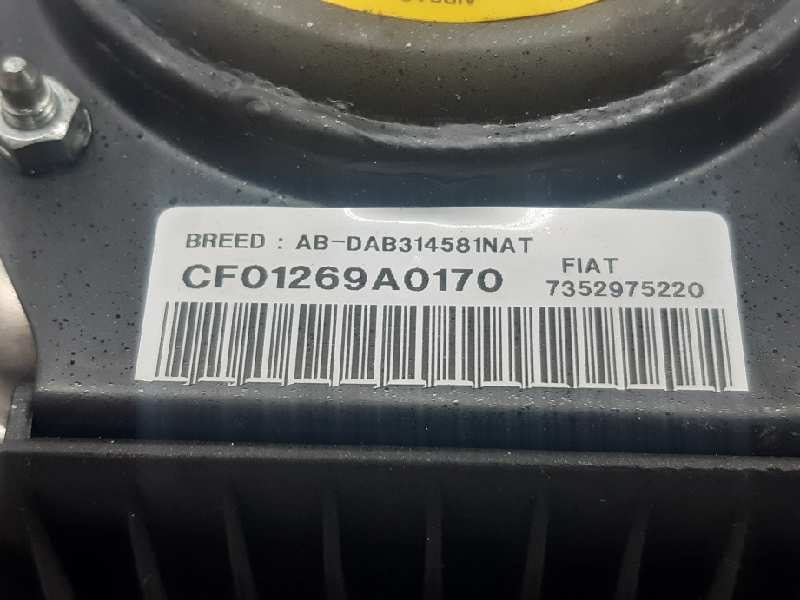 BREED : AB-DAB314581NAT
CF01269A0170
FIAT
7352975220